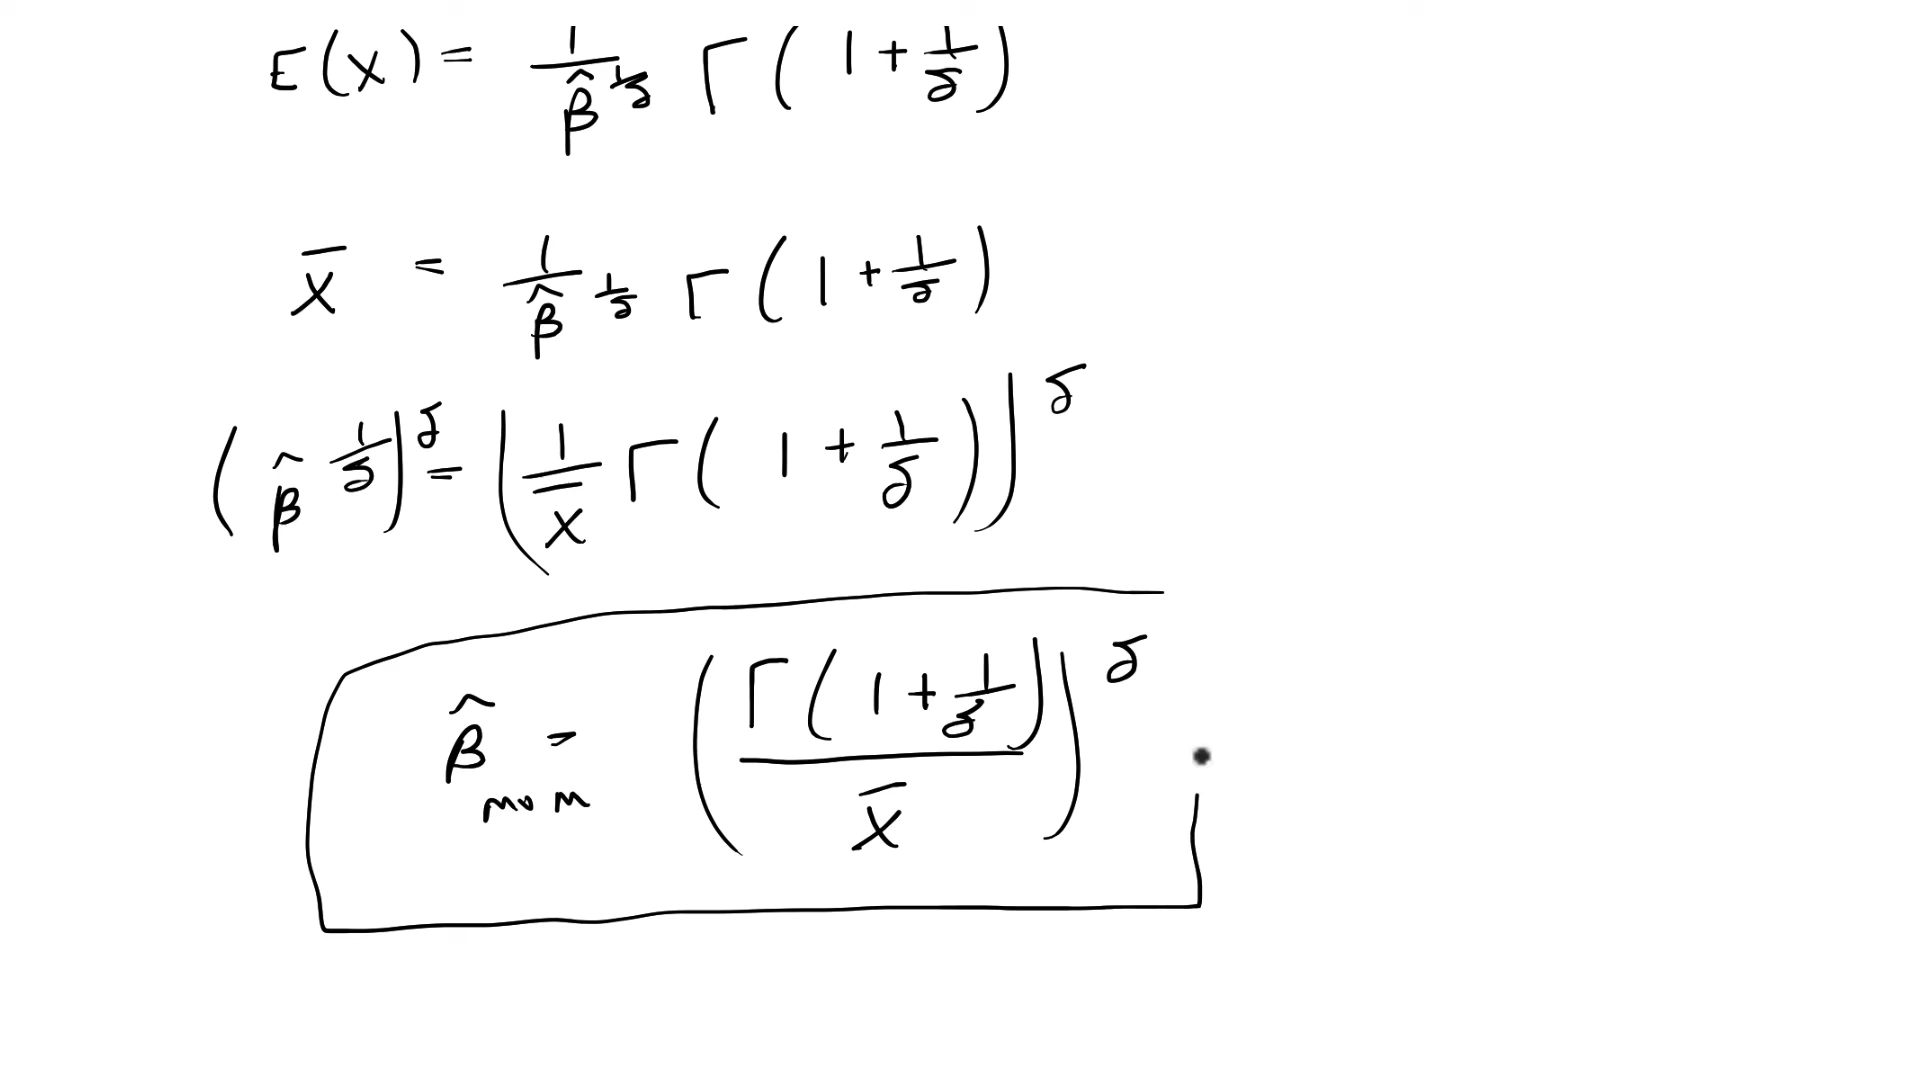 E(X) = 1/β̂^(1/δ) Γ(1 + 1/δ)
X̄ = 1/β̂^(1/δ) Γ(1 + 1/δ)
(β̂^(1/δ))^δ = (1/X̄ Γ(1 + 1/δ))^δ
β̂_mom = (Γ(1 + 1/δ)/X̄)^δ